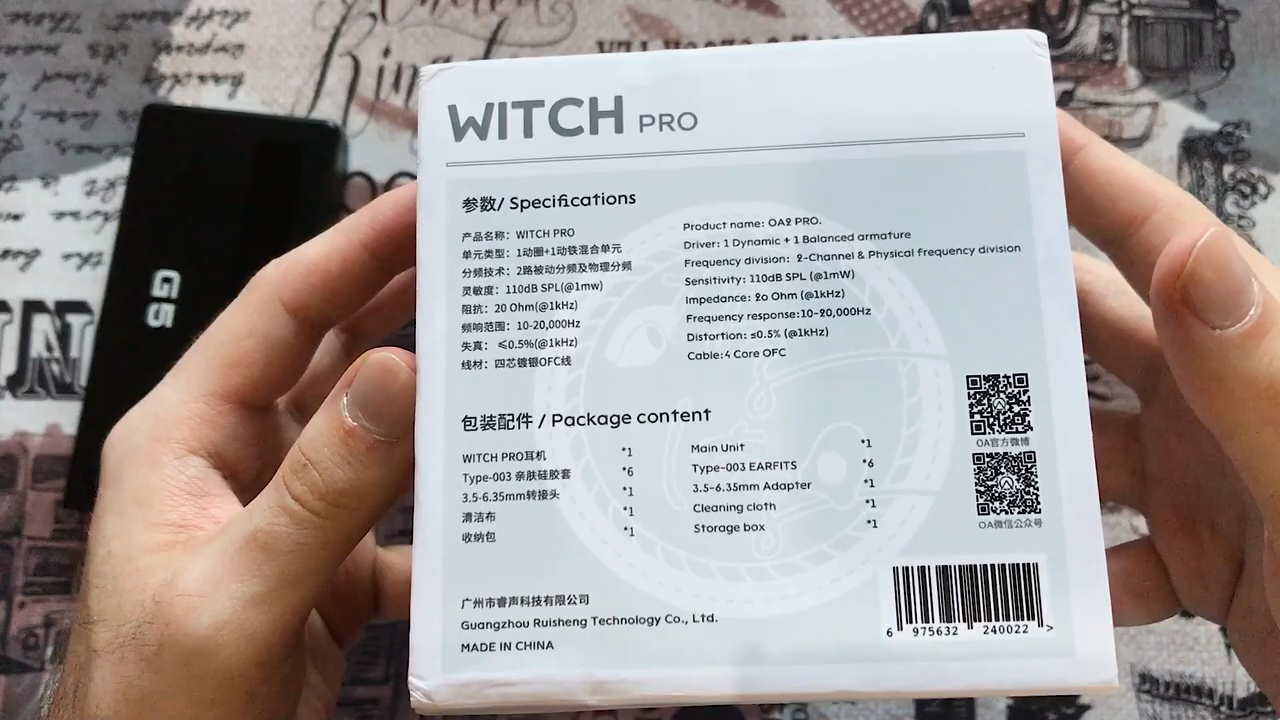 WITCH PRO
参数/ Specifications
产品名称：WITCH PRO
单元类型：1动圈+1动铁混合单元
分频技术：2路被动分频及物理分频
灵敏度：110dB SPL(@1mw)
阻抗：20 Ohm(@1kHz)
频响范围：10-20,000Hz
失真：≤0.5%(@1kHz)
线材：四芯镀银OFC线
Product name: OA2 PRO.
Driver: 1 Dynamic + 1 Balanced armature
Frequency division: 2-Channel & Physical frequency division
Sensitivity: 110dB SPL (@1mW)
Impedance: 20 Ohm (@1kHz)
Frequency response:10-20,000Hz
Distortion: ≤0.5% (@1kHz)
Cable:4 Core OFC
包装配件 / Package content
WITCH PRO耳机 *1
Type-003 亲肤硅胶套 *6
3.5-6.35mm转接头 *1
清洁布 *1
收纳包 *1
Main Unit *1
Type-003 EARFITS *6
3.5-6.35mm Adapter *1
Cleaning cloth *1
Storage box *1
OA官方微博
OA微信公众号
广州市睿声科技有限公司
Guangzhou Ruisheng Technology Co., Ltd.
MADE IN CHINA
6 975632 240022 >
G5